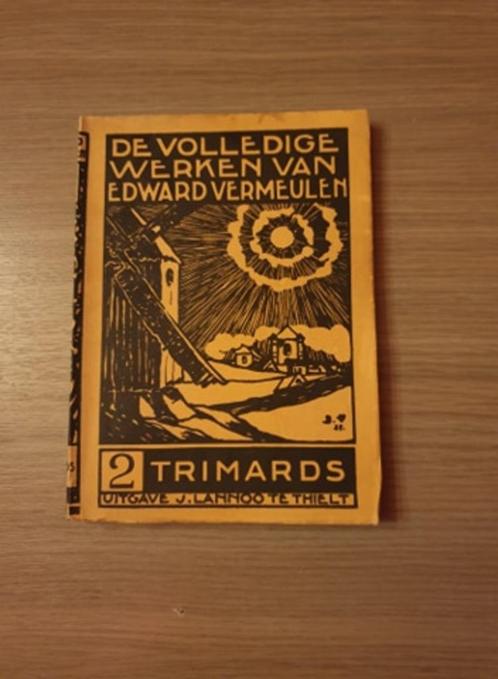 DE VOLLEDIGE
WERKEN VAN
EDWARD VERMEULEN
2 TRIMARDS
UITGAVE J. LANNOO TE THIELT